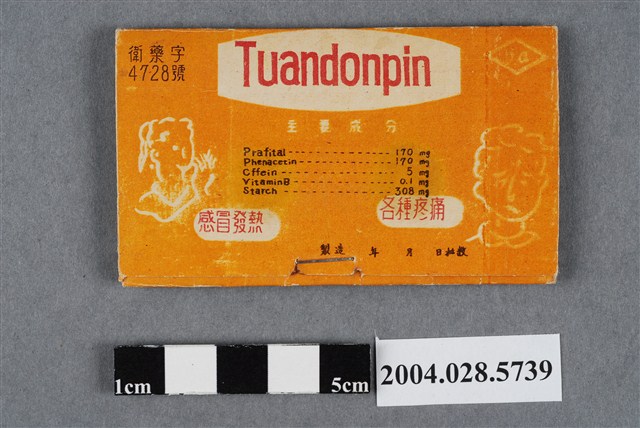 衛藥字
4728號
Tuandonpin
主要成分
Prafital 170 mg
Phenacetin 170 mg
Cffein 5 mg
Vitamin B 0.1 mg
Starch 308 mg
感冒發熱
各種疼痛
製造 年 月 日
1cm 5cm
2004.028.5739